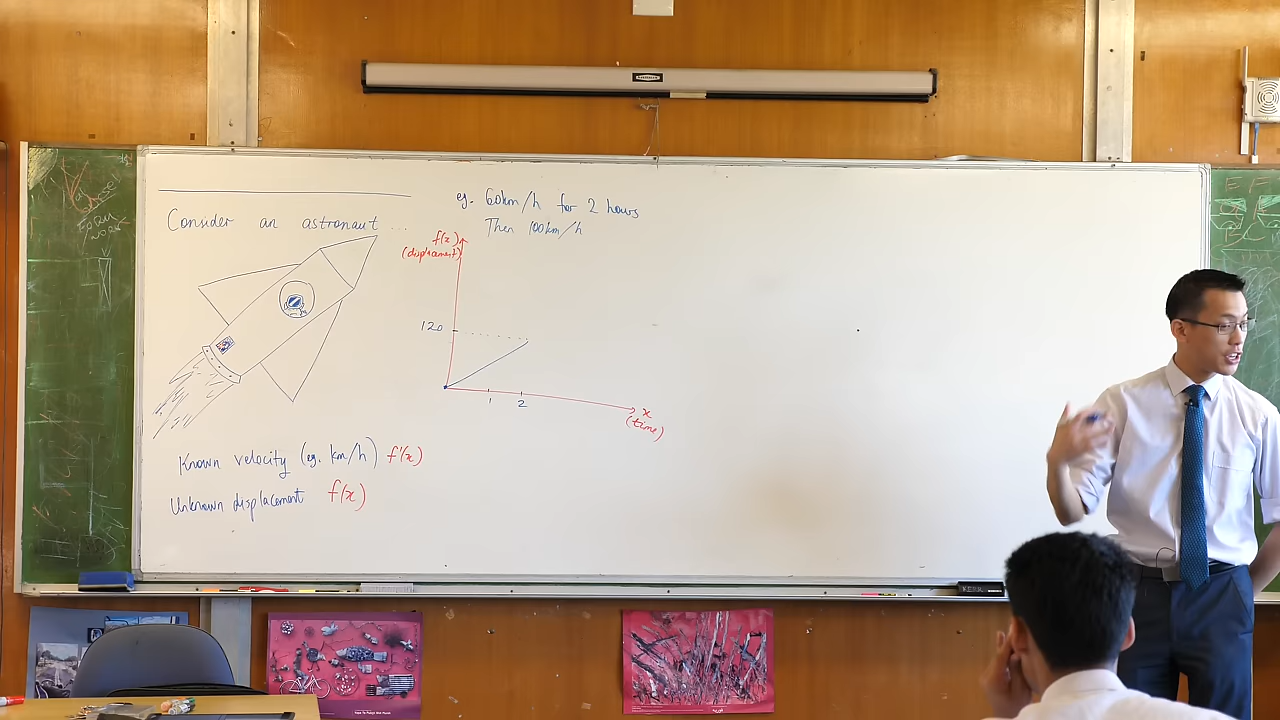 Consider an astronaut ...
eg. 60km/h for 2 hours
Then 100km/h
f(x)
(displacement)
120
1
2
x
(time)
Known velocity (eg. km/h) f'(x)
Unknown displacement f(x)